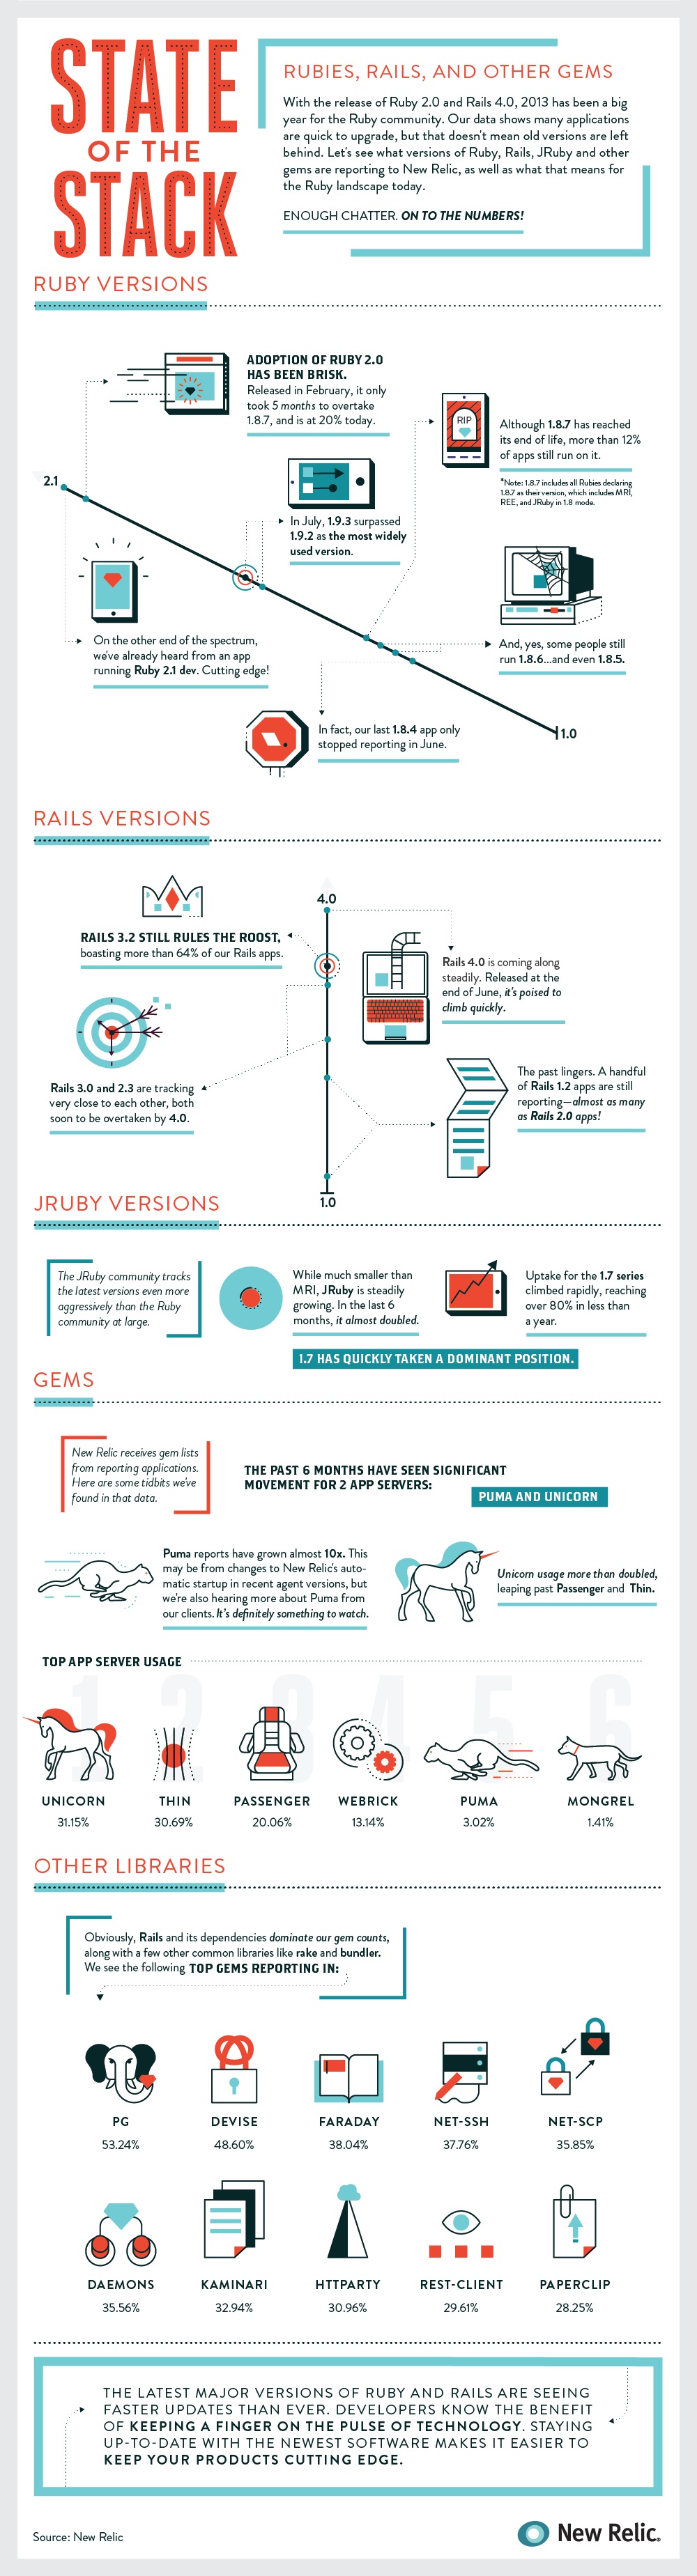 STATE
OF THE
STACK
RUBIES, RAILS, AND OTHER GEMS
With the release of Ruby 2.0 and Rails 4.0, 2013 has been a big
year for the Ruby community. Our data shows many applications
are quick to upgrade, but that doesn't mean old versions are left
behind. Let's see what versions of Ruby, Rails, JRuby and other
gems are reporting to New Relic, as well as what that means for
the Ruby landscape today.
ENOUGH CHATTER. ON TO THE NUMBERS!
RUBY VERSIONS
ADOPTION OF RUBY 2.0
HAS BEEN BRISK.
Released in February, it only
took 5 months to overtake
1.8.7, and is at 20% today.
RIP
Although 1.8.7 has reached
its end of life, more than 12%
of apps still run on it.
*Note: 1.8.7 includes all Rubies declaring
1.8.7 as their version, which includes MRI,
REE, and JRuby in 1.8 mode.
2.1
In July, 1.9.3 surpassed
1.9.2 as the most widely
used version.
On the other end of the spectrum,
we've already heard from an app
running Ruby 2.1 dev. Cutting edge!
And, yes, some people still
run 1.8.6...and even 1.8.5.
In fact, our last 1.8.4 app only
stopped reporting in June.
1.0
RAILS VERSIONS
4.0
RAILS 3.2 STILL RULES THE ROOST,
boasting more than 64% of our Rails apps.
Rails 4.0 is coming along
steadily. Released at the
end of June, it's poised to
climb quickly.
Rails 3.0 and 2.3 are tracking
very close to each other, both
soon to be overtaken by 4.0.
The past lingers. A handful
of Rails 1.2 apps are still
reporting—almost as many
as Rails 2.0 apps!
1.0
JRUBY VERSIONS
The JRuby community tracks
the latest versions even more
aggressively than the Ruby
community at large.
While much smaller than
MRI, JRuby is steadily
growing. In the last 6
months, it almost doubled.
Uptake for the 1.7 series
climbed rapidly, reaching
over 80% in less than
a year.
1.7 HAS QUICKLY TAKEN A DOMINANT POSITION.
GEMS
New Relic receives gem lists
from reporting applications.
Here are some tidbits we've
found in that data.
THE PAST 6 MONTHS HAVE SEEN SIGNIFICANT
MOVEMENT FOR 2 APP SERVERS:
PUMA AND UNICORN
Puma reports have grown almost 10x. This
may be from changes to New Relic's auto-
matic startup in recent agent versions, but
we're also hearing more about Puma from
our clients. It's definitely something to watch.
Unicorn usage more than doubled,
leaping past Passenger and Thin.
TOP APP SERVER USAGE
1 2 3 4 5 6
UNICORN THIN PASSENGER WEBRICK PUMA MONGREL
31.15% 30.69% 20.06% 13.14% 3.02% 1.41%
OTHER LIBRARIES
Obviously, Rails and its dependencies dominate our gem counts,
along with a few other common libraries like rake and bundler.
We see the following TOP GEMS REPORTING IN:
PG DEVISE FARADAY NET-SSH NET-SCP
53.24% 48.60% 38.04% 37.76% 35.85%
DAEMONS KAMINARI HTTPARTY REST-CLIENT PAPERCLIP
35.56% 32.94% 30.96% 29.61% 28.25%
THE LATEST MAJOR VERSIONS OF RUBY AND RAILS ARE SEEING
FASTER UPDATES THAN EVER. DEVELOPERS KNOW THE BENEFIT
OF KEEPING A FINGER ON THE PULSE OF TECHNOLOGY. STAYING
UP-TO-DATE WITH THE NEWEST SOFTWARE MAKES IT EASIER TO
KEEP YOUR PRODUCTS CUTTING EDGE.
Source: New Relic
New Relic.